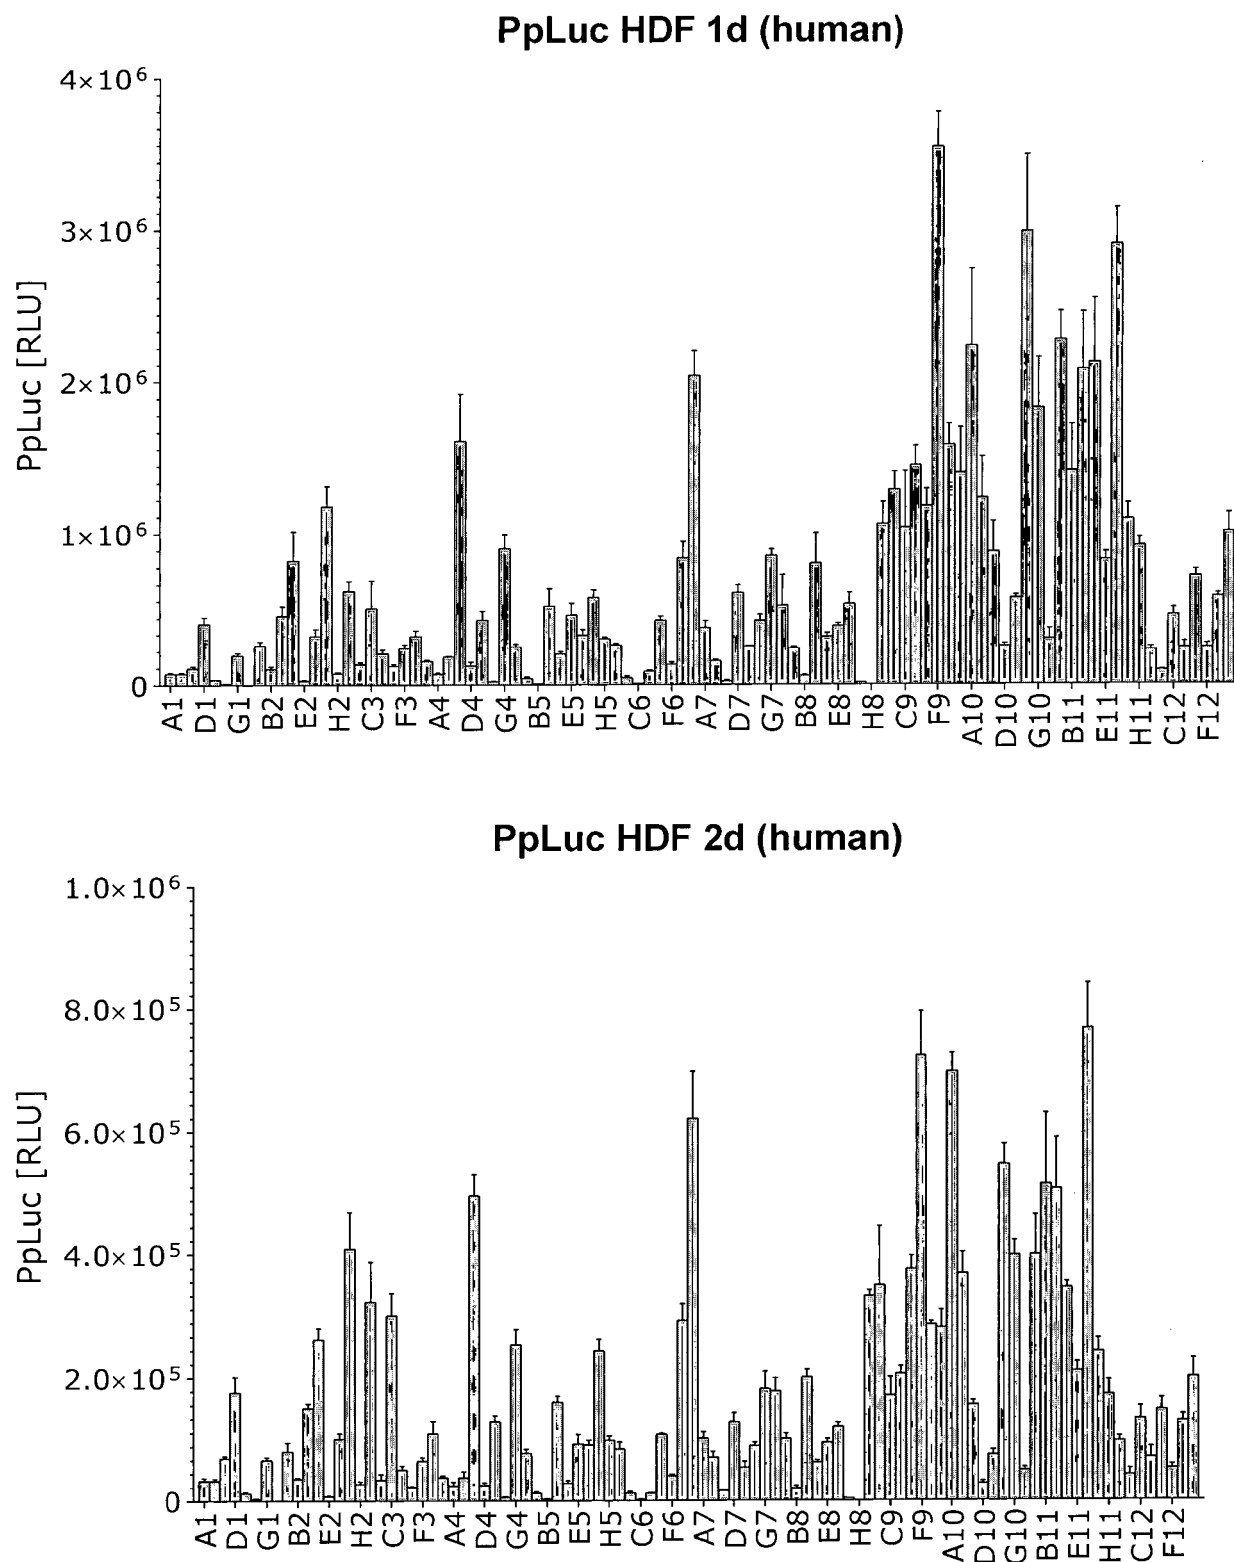 PpLuc HDF 1d (human)
4×10⁶
3×10⁶
2×10⁶
1×10⁶
0
PpLuc [RLU]
A1 D1 G1 B2 E2 H2 C3 F3 A4 D4 G4 B5 E5 H5 C6 F6 A7 D7 G7 B8 E8 H8 C9 F9 A10 D10 G10 B11 E11 H11 C12 F12
PpLuc HDF 2d (human)
1.0×10⁶
8.0×10⁵
6.0×10⁵
4.0×10⁵
2.0×10⁵
0
PpLuc [RLU]
A1 D1 G1 B2 E2 H2 C3 F3 A4 D4 G4 B5 E5 H5 C6 F6 A7 D7 G7 B8 E8 H8 C9 F9 A10 D10 G10 B11 E11 H11 C12 F12